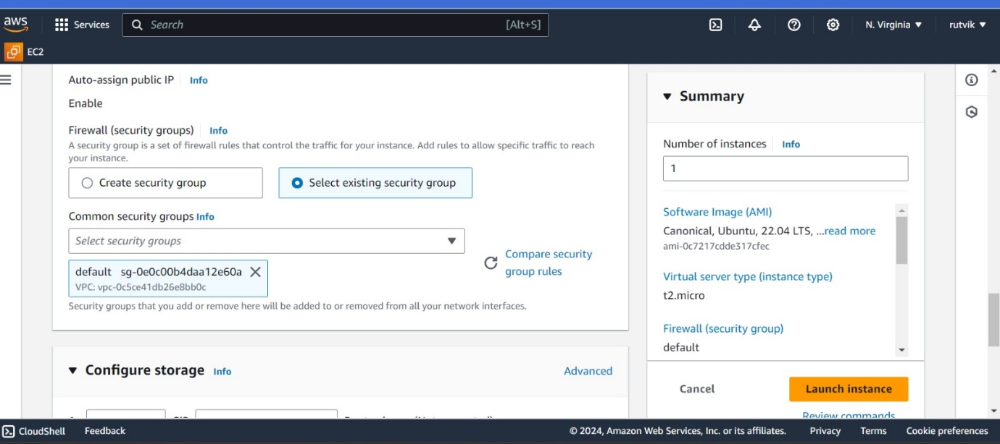 aws
Services
Search [Alt+S]
N. Virginia ▼
rutvik ▼
EC2
Auto-assign public IP Info
Enable
Firewall (security groups) Info
A security group is a set of firewall rules that control the traffic for your instance. Add rules to allow specific traffic to reach
your instance.
Create security group
Select existing security group
Common security groups Info
Select security groups
default sg-0e0c00b4daa12e60a
VPC: vpc-0c5ce41db26e8bb0c
Compare security
group rules
Security groups that you add or remove here will be added to or removed from all your network interfaces.
▼ Configure storage Info
Advanced
▼ Summary
Number of instances Info
1
Software Image (AMI)
Canonical, Ubuntu, 22.04 LTS, ...read more
ami-0c7217cdde317cfec
Virtual server type (instance type)
t2.micro
Firewall (security group)
default
Cancel
Launch instance
Review commands
CloudShell
Feedback
© 2024, Amazon Web Services, Inc. or its affiliates.
Privacy
Terms
Cookie preferences